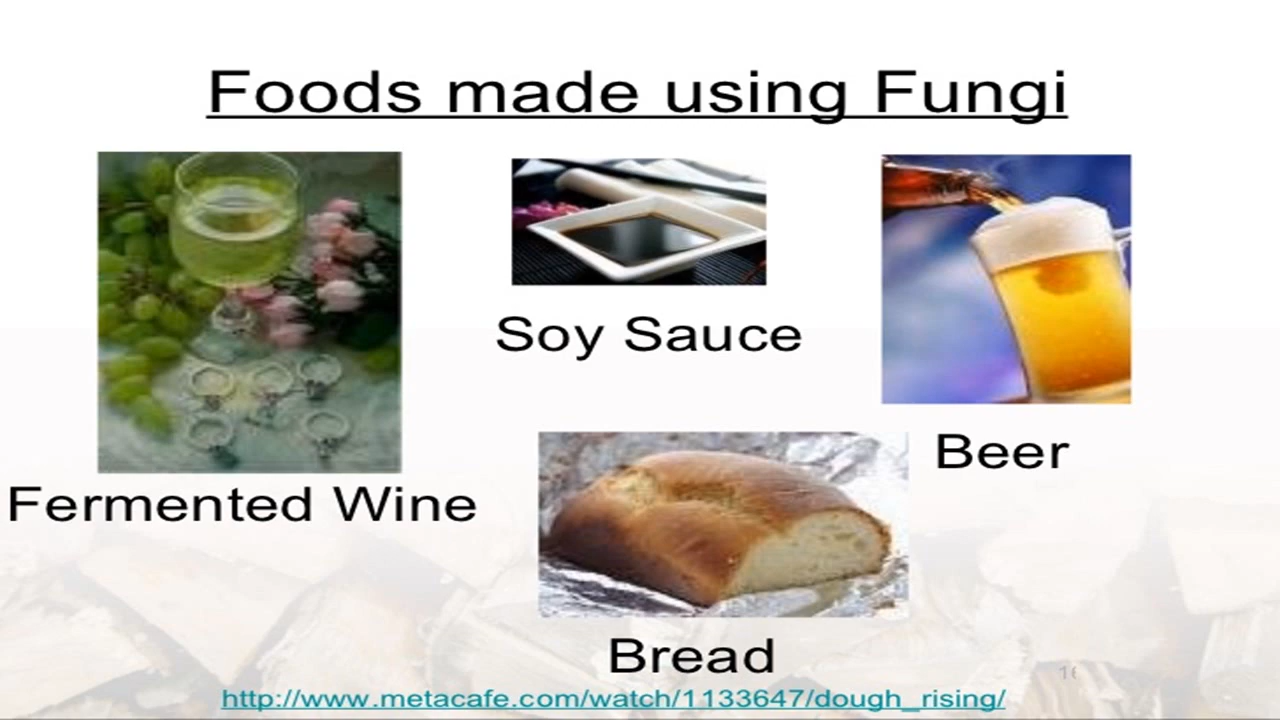 Foods made using Fungi
Soy Sauce
Beer
Fermented Wine
Bread
http://www.metacafe.com/watch/1133647/dough_rising/